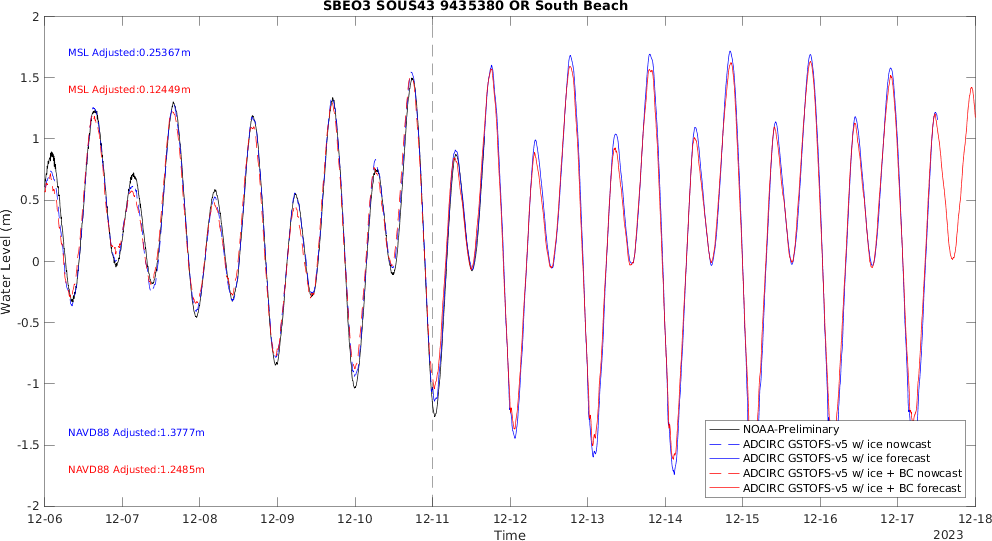 SBEO3 SOUS43 9435380 OR South Beach
MSL Adjusted:0.25367m
MSL Adjusted:0.12449m
NAVD88 Adjusted:1.3777m
NAVD88 Adjusted:1.2485m
Water Level (m)
2
1.5
1
0.5
0
-0.5
-1
-1.5
-2
NOAA-Preliminary
ADCIRC GSTOFS-v5 w/ ice nowcast
ADCIRC GSTOFS-v5 w/ ice forecast
ADCIRC GSTOFS-v5 w/ ice + BC nowcast
ADCIRC GSTOFS-v5 w/ ice + BC forecast
12-06 12-07 12-08 12-09 12-10 12-11 12-12 12-13 12-14 12-15 12-16 12-17 12-18
Time
2023